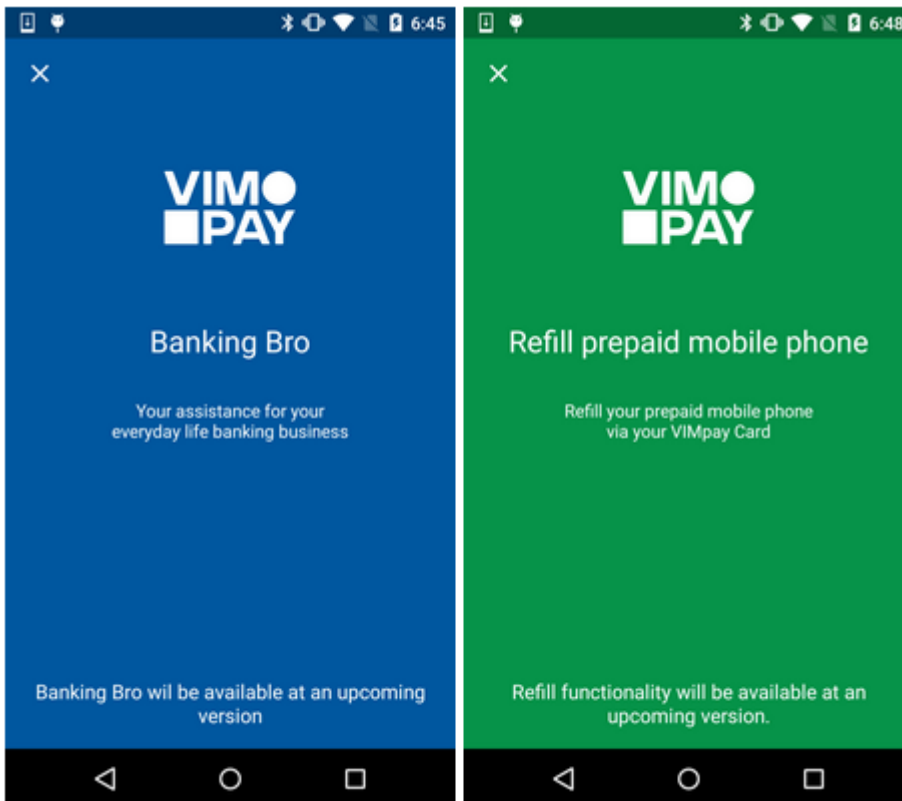 6:45
VIMO
PAY
Banking Bro
Your assistance for your
everyday life banking business
Banking Bro wil be available at an upcoming
version
6:48
VIMO
PAY
Refill prepaid mobile phone
Refill your prepaid mobile phone
via your VIMpay Card
Refill functionality will be available at an
upcoming version.